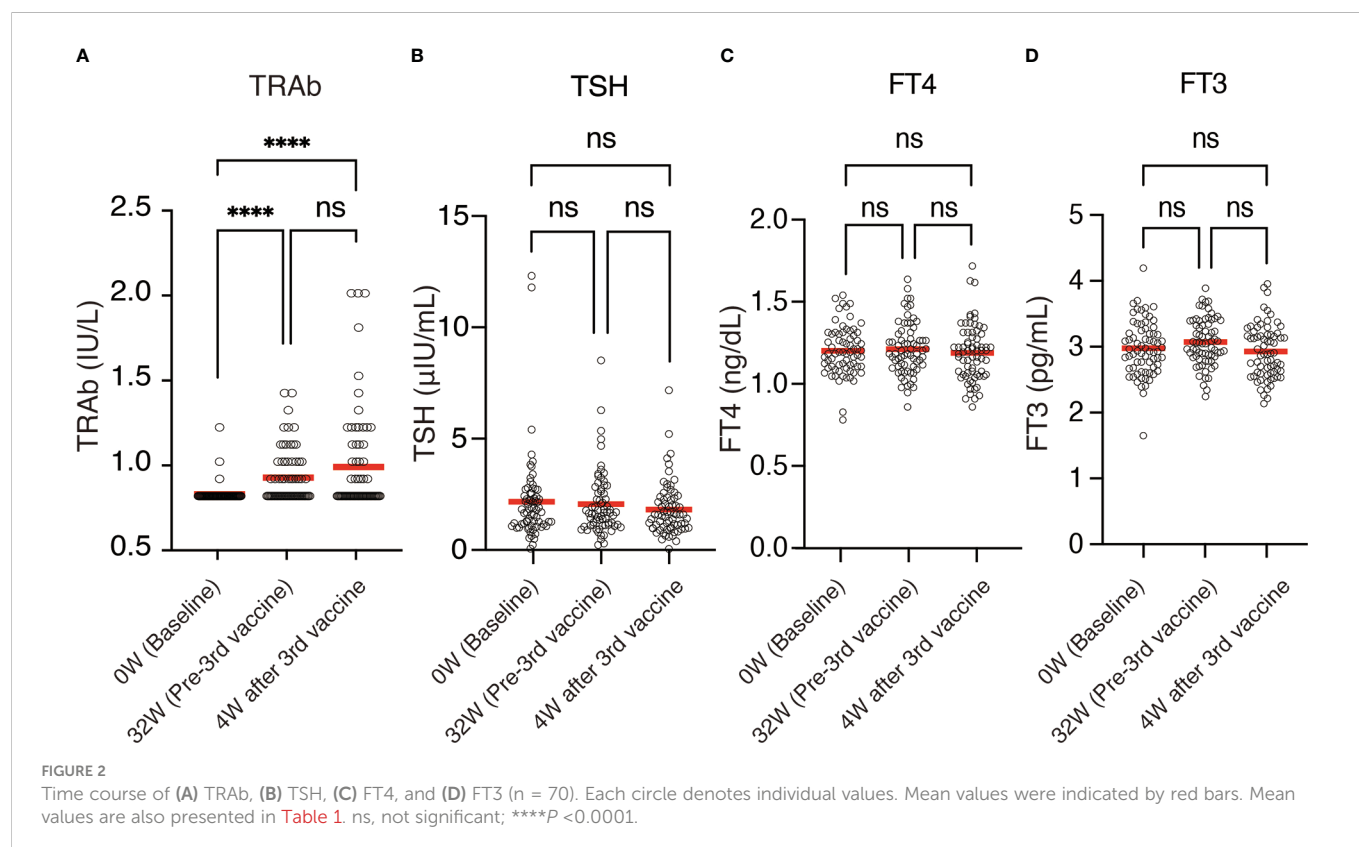 A
TRAb
****
****
ns
2.5
2.0
1.5
1.0
0.5
TRAb (IU/L)
0W (Baseline)
32W (Pre-3rd vaccine)
4W after 3rd vaccine
B
TSH
ns
ns
ns
15
10
5
0
TSH (µIU/mL)
0W (Baseline)
32W (Pre-3rd vaccine)
4W after 3rd vaccine
C
FT4
ns
ns
ns
2.0
1.5
1.0
0.5
0.0
FT4 (ng/dL)
0W (Baseline)
32W (Pre-3rd vaccine)
4W after 3rd vaccine
D
FT3
ns
ns
ns
5
4
3
2
1
0
FT3 (pg/mL)
0W (Baseline)
32W (Pre-3rd vaccine)
4W after 3rd vaccine
FIGURE 2
Time course of (A) TRAb, (B) TSH, (C) FT4, and (D) FT3 (n = 70). Each circle denotes individual values. Mean values were indicated by red bars. Mean
values are also presented in Table 1. ns, not significant; ****P <0.0001.